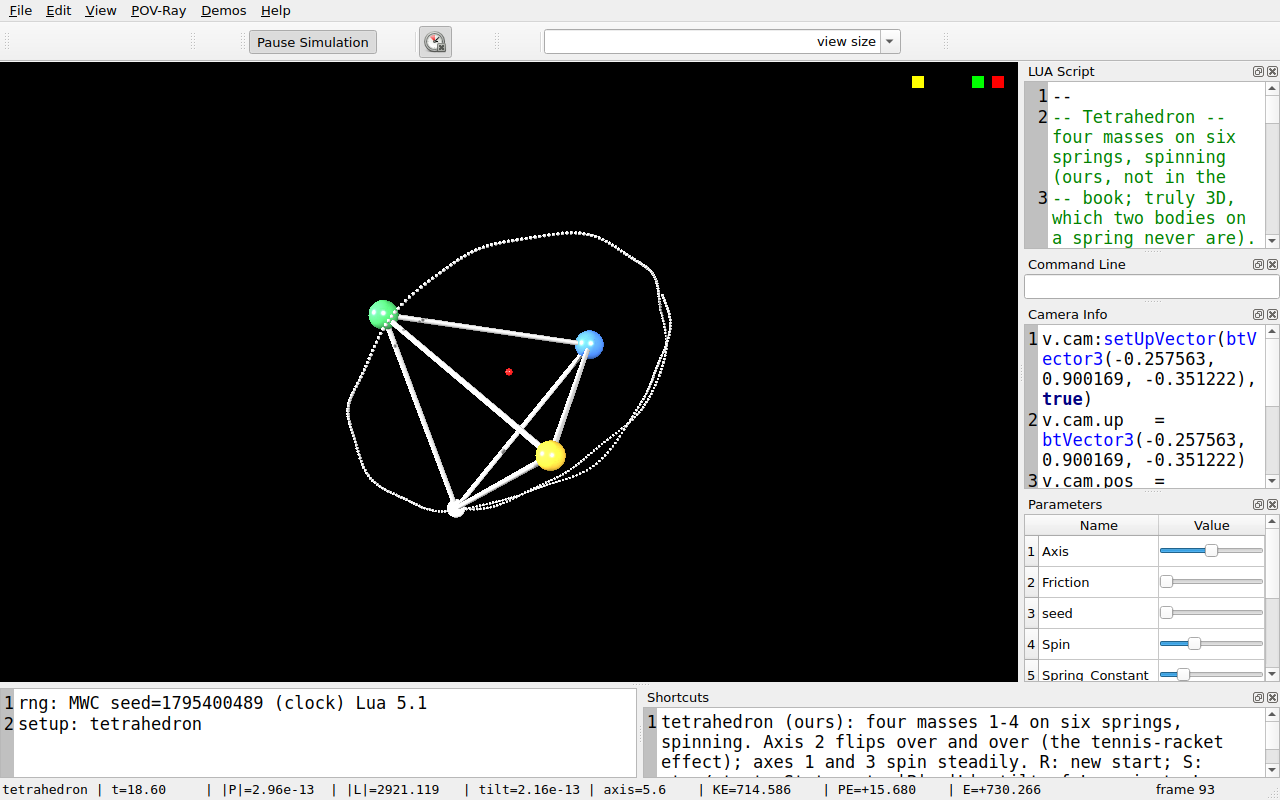 File Edit View POV-Ray Demos Help
Pause Simulation
view size
LUA Script
1 --
2 -- Tetrahedron --
four masses on six
springs, spinning
(ours, not in the
3 -- book; truly 3D,
which two bodies on
a spring never are).
Command Line
Camera Info
1 v.cam:setUpVector(btV
ector3(-0.257563,
0.900169, -0.351222),
true)
2 v.cam.up   =
btVector3(-0.257563,
0.900169, -0.351222)
3 v.cam.pos  =
Parameters
Name Value
1 Axis
2 Friction
3 seed
4 Spin
5 Spring Constant
1 rng: MWC seed=1795400489 (clock) Lua 5.1
2 setup: tetrahedron
Shortcuts
1 tetrahedron (ours): four masses 1-4 on six springs,
spinning. Axis 2 flips over and over (the tennis-racket
effect); axes 1 and 3 spin steadily. R: new start; S:
tetrahedron | t=18.60 | |P|=2.96e-13 | |L|=2921.119 | tilt=2.16e-13 | axis=5.6 | KE=714.586 | PE=+15.680 | E=+730.266 frame 93